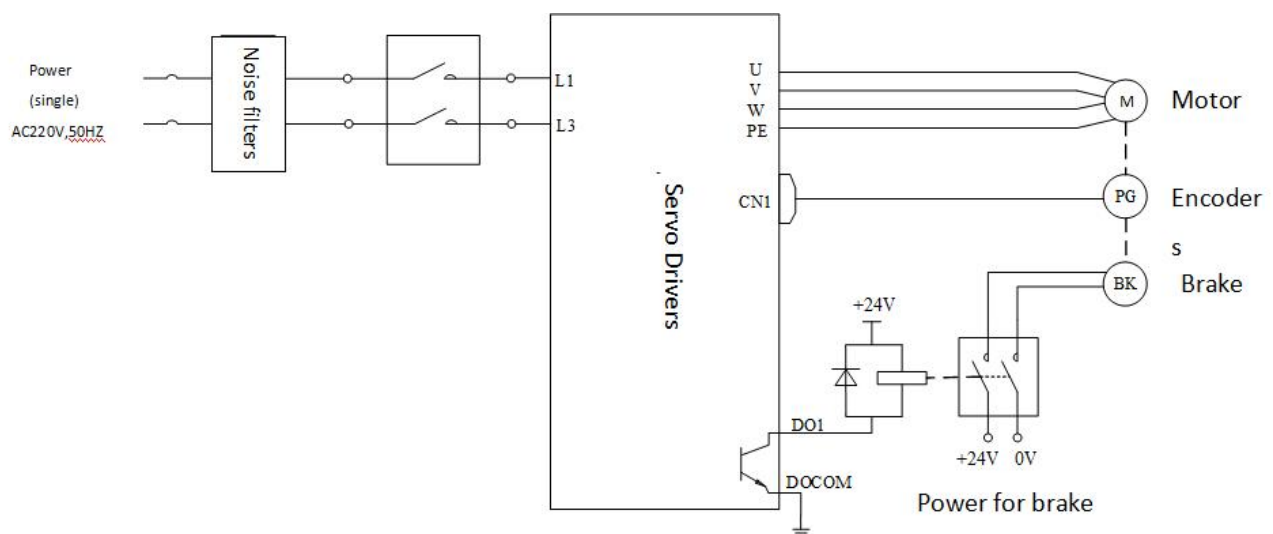 Power
(single)
AC220V,50HZ
Noise filters
L1
L3
Servo Drivers
U
V
W
PE
CN1
M
Motor
PG
Encoder
s
BK
Brake
+24V
DO1
DOCOM
+24V
0V
Power for brake